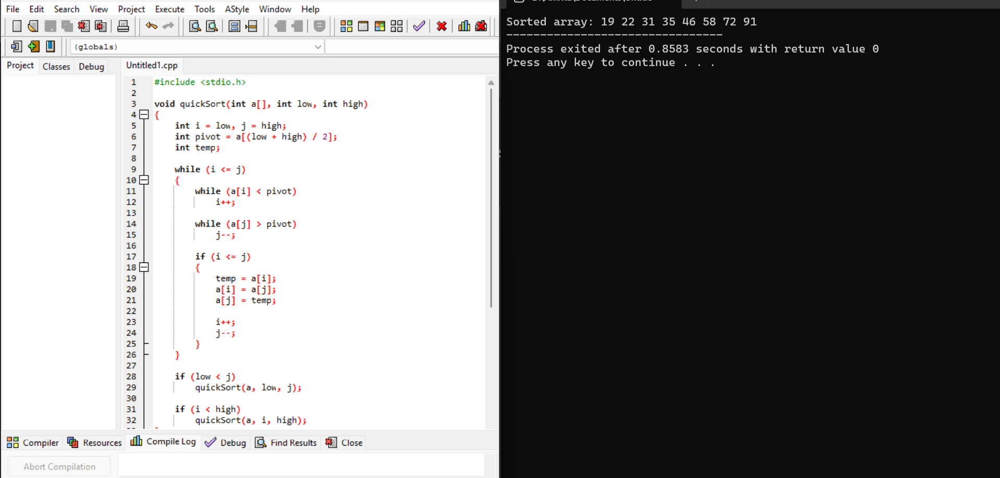 File Edit Search View Project Execute Tools AStyle Window Help
(globals)
Project Classes Debug
Untitled1.cpp
1 #include <stdio.h>
2
3 void quickSort(int a[], int low, int high)
4 {
5 int i = low, j = high;
6 int pivot = a[(low + high) / 2];
7 int temp;
8
9 while (i <= j)
10 {
11 while (a[i] < pivot)
12 i++;
13
14 while (a[j] > pivot)
15 j--;
16
17 if (i <= j)
18 {
19 temp = a[i];
20 a[i] = a[j];
21 a[j] = temp;
22
23 i++;
24 j--;
25 }
26 }
27
28 if (low < j)
29 quickSort(a, low, j);
30
31 if (i < high)
32 quickSort(a, i, high);
Compiler Resources Compile Log Debug Find Results Close
Abort Compilation
Sorted array: 19 22 31 35 46 58 72 91
--------------------------------
Process exited after 0.8583 seconds with return value 0
Press any key to continue . . .